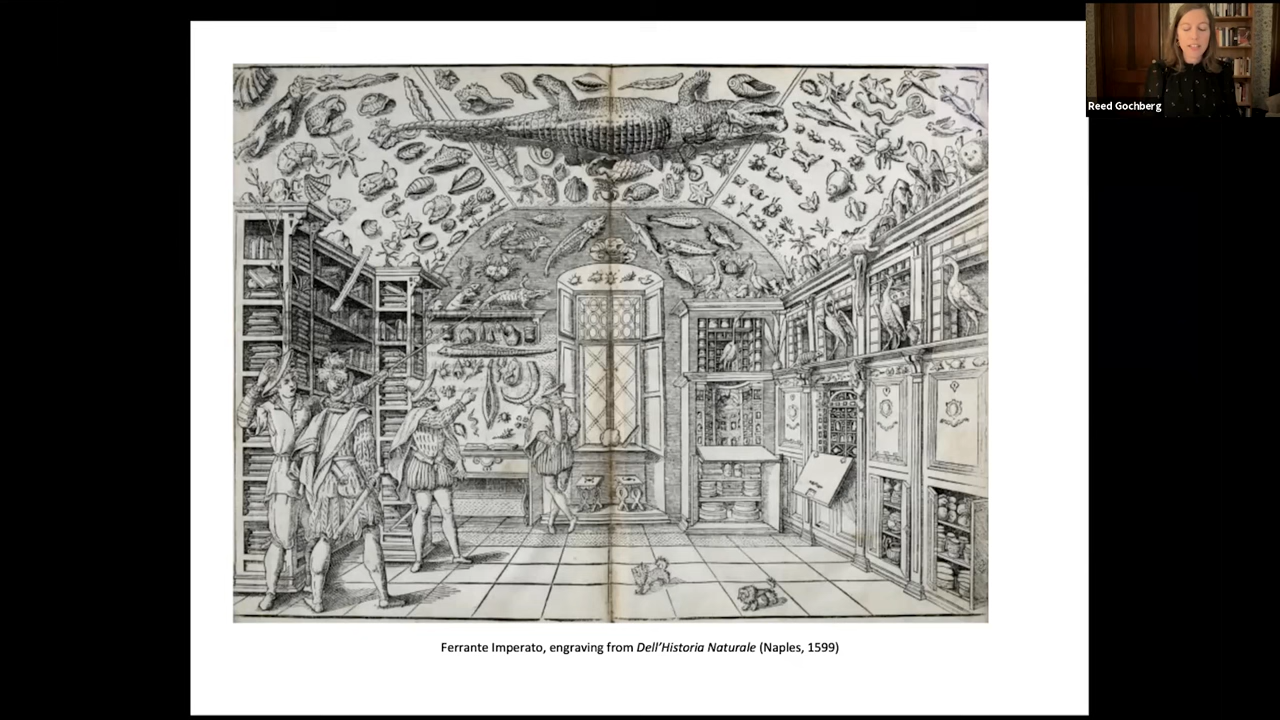 Reed Gochberg
Ferrante Imperato, engraving from Dell'Historia Naturale (Naples, 1599)